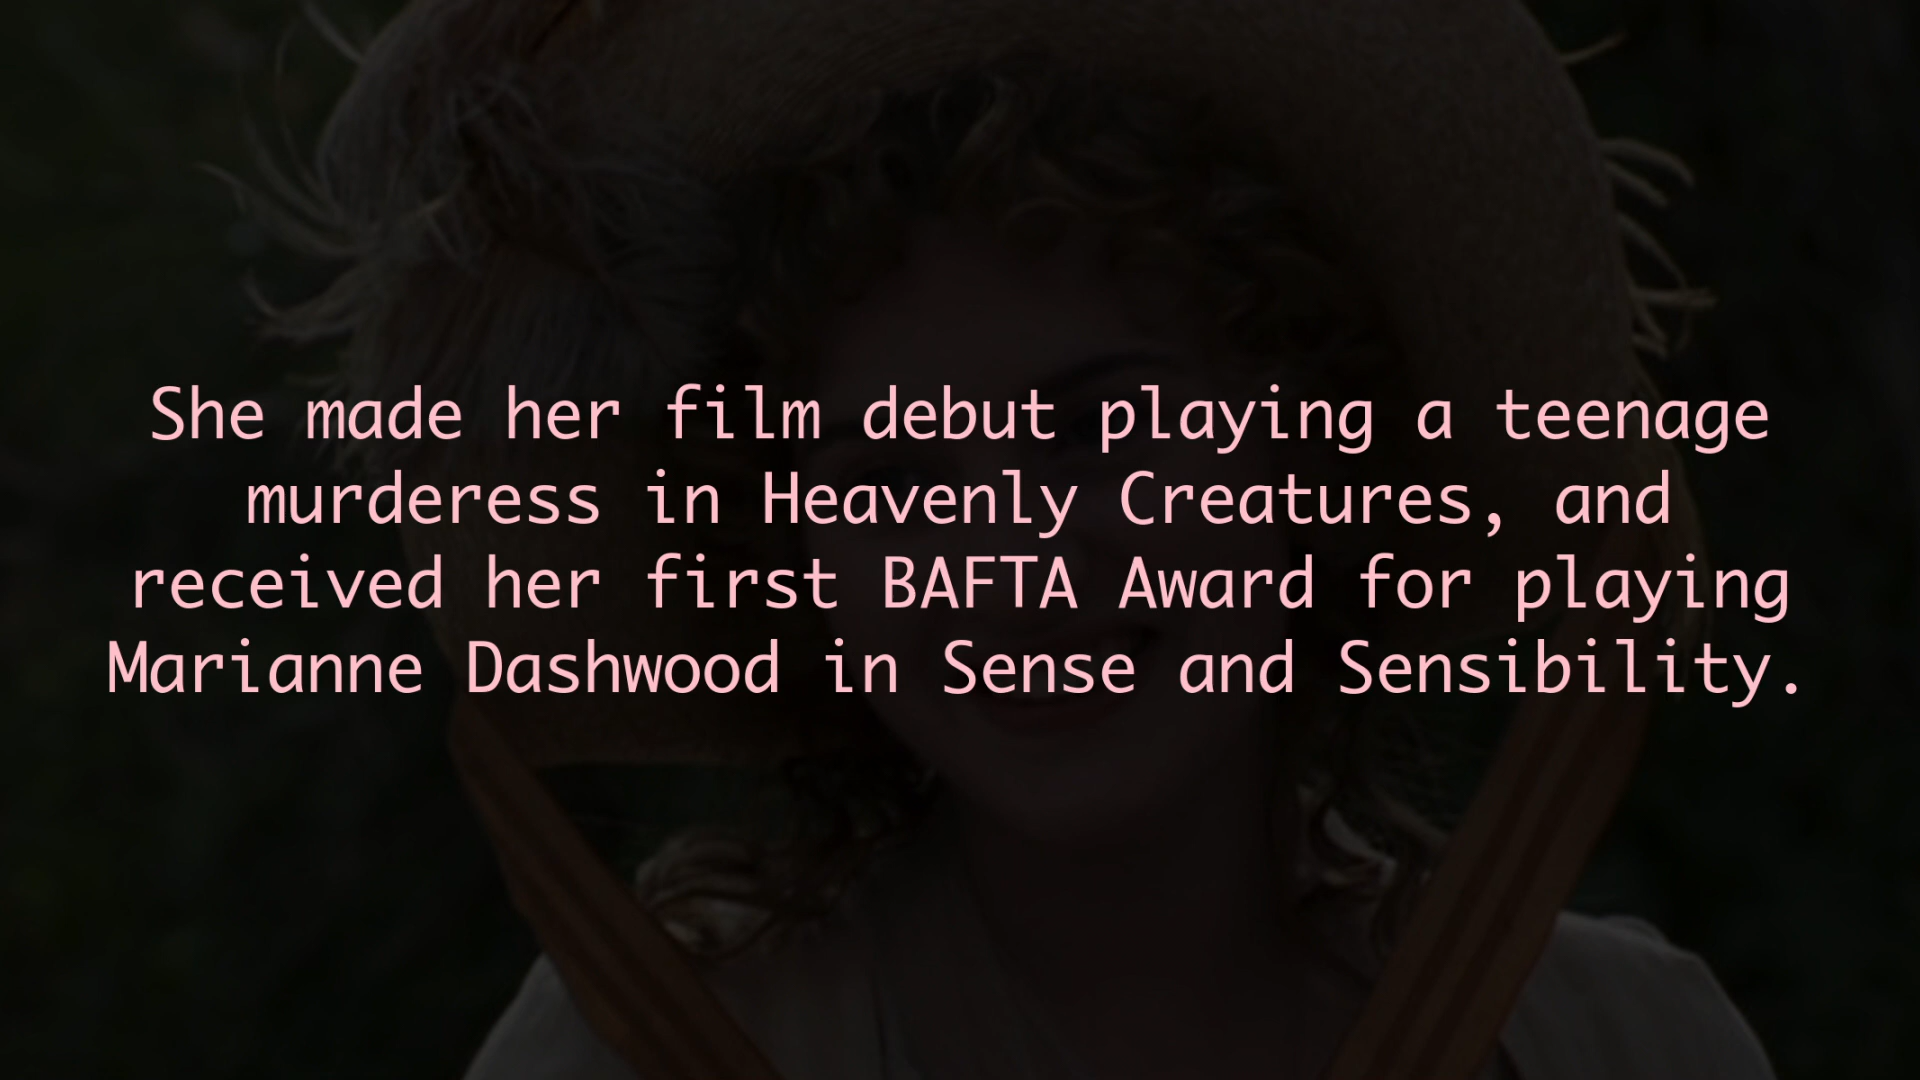 She made her film debut playing a teenage
murderess in Heavenly Creatures, and
received her first BAFTA Award for playing
Marianne Dashwood in Sense and Sensibility.